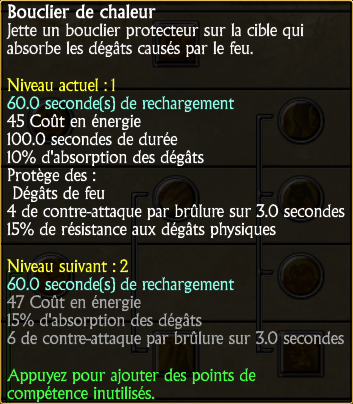 Bouclier de chaleur
Jette un bouclier protecteur sur la cible qui
absorbe les dégâts causés par le feu.
Niveau actuel : 1
60.0 seconde(s) de rechargement
45 Coût en énergie
100.0 secondes de durée
10% d'absorption des dégâts
Protège des :
Dégâts de feu
4 de contre-attaque par brûlure sur 3.0 secondes
15% de résistance aux dégâts physiques
Niveau suivant : 2
60.0 seconde(s) de rechargement
47 Coût en énergie
15% d'absorption des dégâts
6 de contre-attaque par brûlure sur 3.0 secondes
Appuyez pour ajouter des points de
compétence inutilisés.